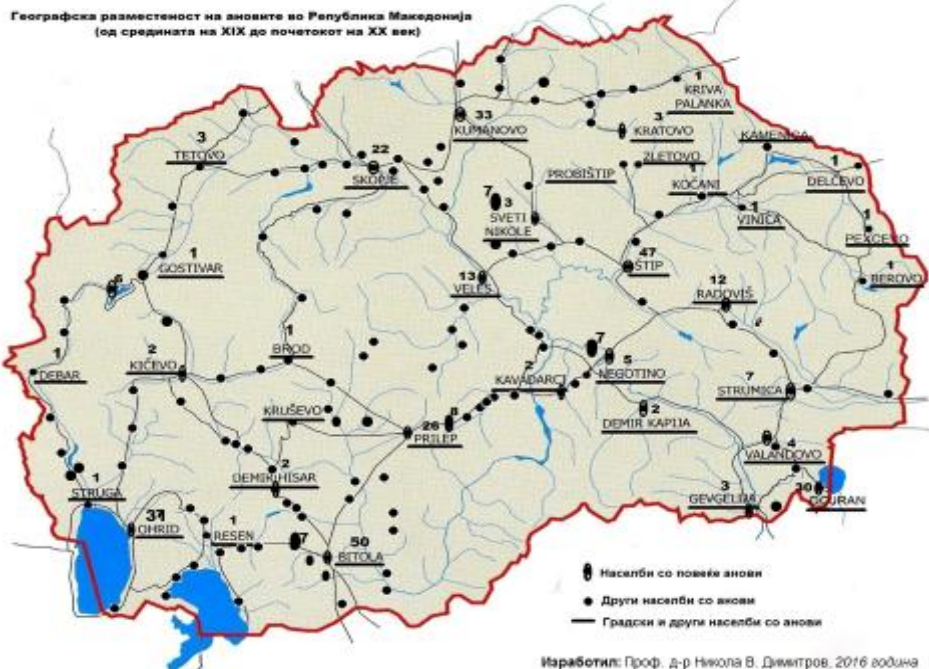 Географска разместеност на ановите во Република Македонија
(од средината на XIX до почетокот на XX век)
1
KRIVA
PALANKA
33
KUMANOVO
3
KRATOVO
3
TETOVO
22
SKOPJE
KAMENICA
ZLETOVO
PROBIŠTIP
1
KOČANI
1
DELČEVO
7
3
SVETI
NIKOLE
1
VINICA
1
PEXCEVO
1
GOSTIVAR
6
13
VELES
47
ŠTIP
12
RADOVIŠ
1
BEROVO
1
DEBAR
2
KIČEVO
1
BROD
2
KAVADARCI
7
5
NEGOTINO
7
STRUMICA
KRUŠEVO
26
PRILEP
8
2
DEMIR KAPIJA
4
VALANDOVO
2
DEMIR HISAR
1
STRUGA
3
GEVGELIJA
30
DOJRAN
31
OHRID
1
RESEN
7
50
BITOLA
Населби со повеќе анови
Други населби со анови
Градски и други населби со анови
Изработил: Проф. д-р Никола В. Димитров, 2016 година